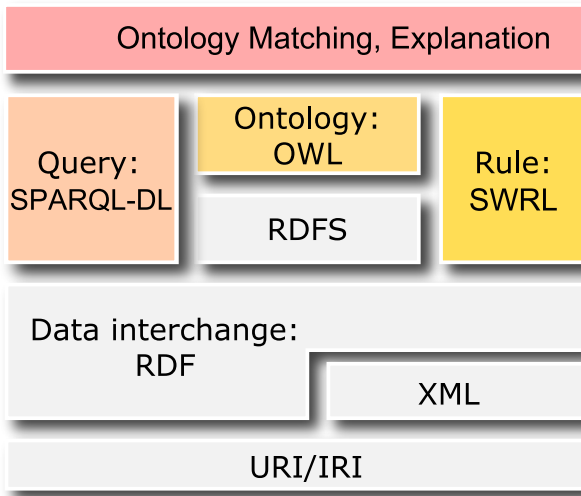 Ontology Matching, Explanation
Query:
SPARQL-DL
Ontology:
OWL
RDFS
Rule:
SWRL
Data interchange:
RDF
XML
URI/IRI